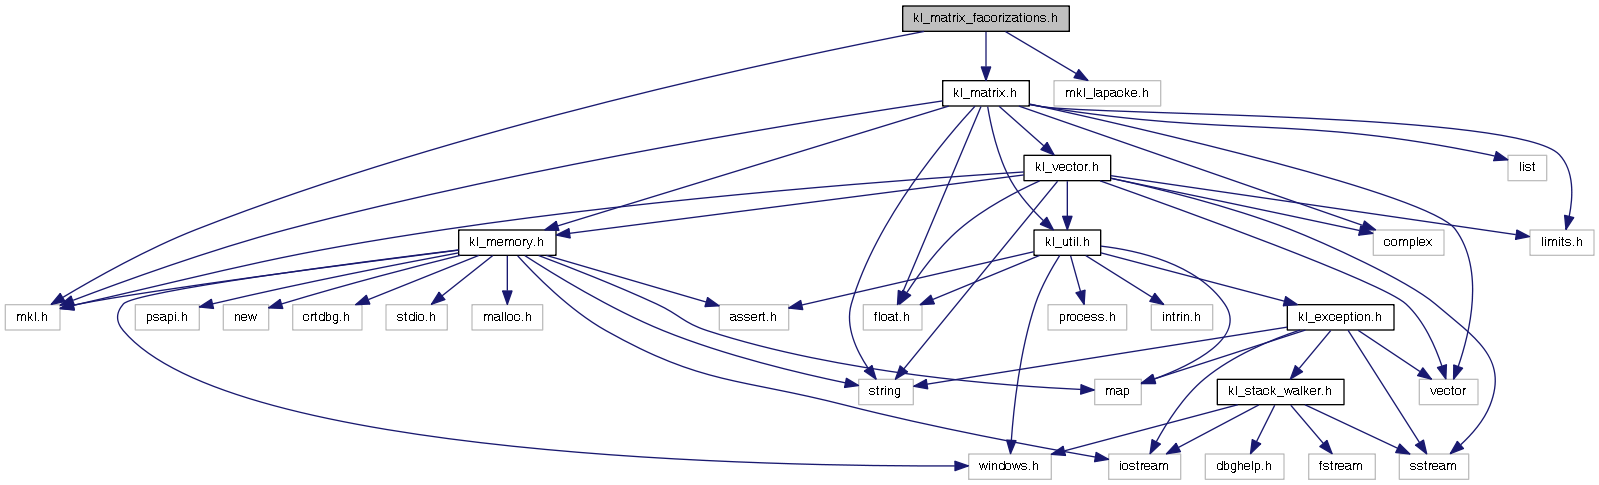 kl_matrix_facorizations.h
kl_matrix.h
mkl_lapacke.h
kl_vector.h
list
kl_memory.h
kl_util.h
complex
limits.h
mkl.h
psapi.h
new
crtdbg.h
stdio.h
malloc.h
assert.h
float.h
process.h
intrin.h
kl_exception.h
string
map
kl_stack_walker.h
vector
windows.h
iostream
dbghelp.h
fstream
sstream